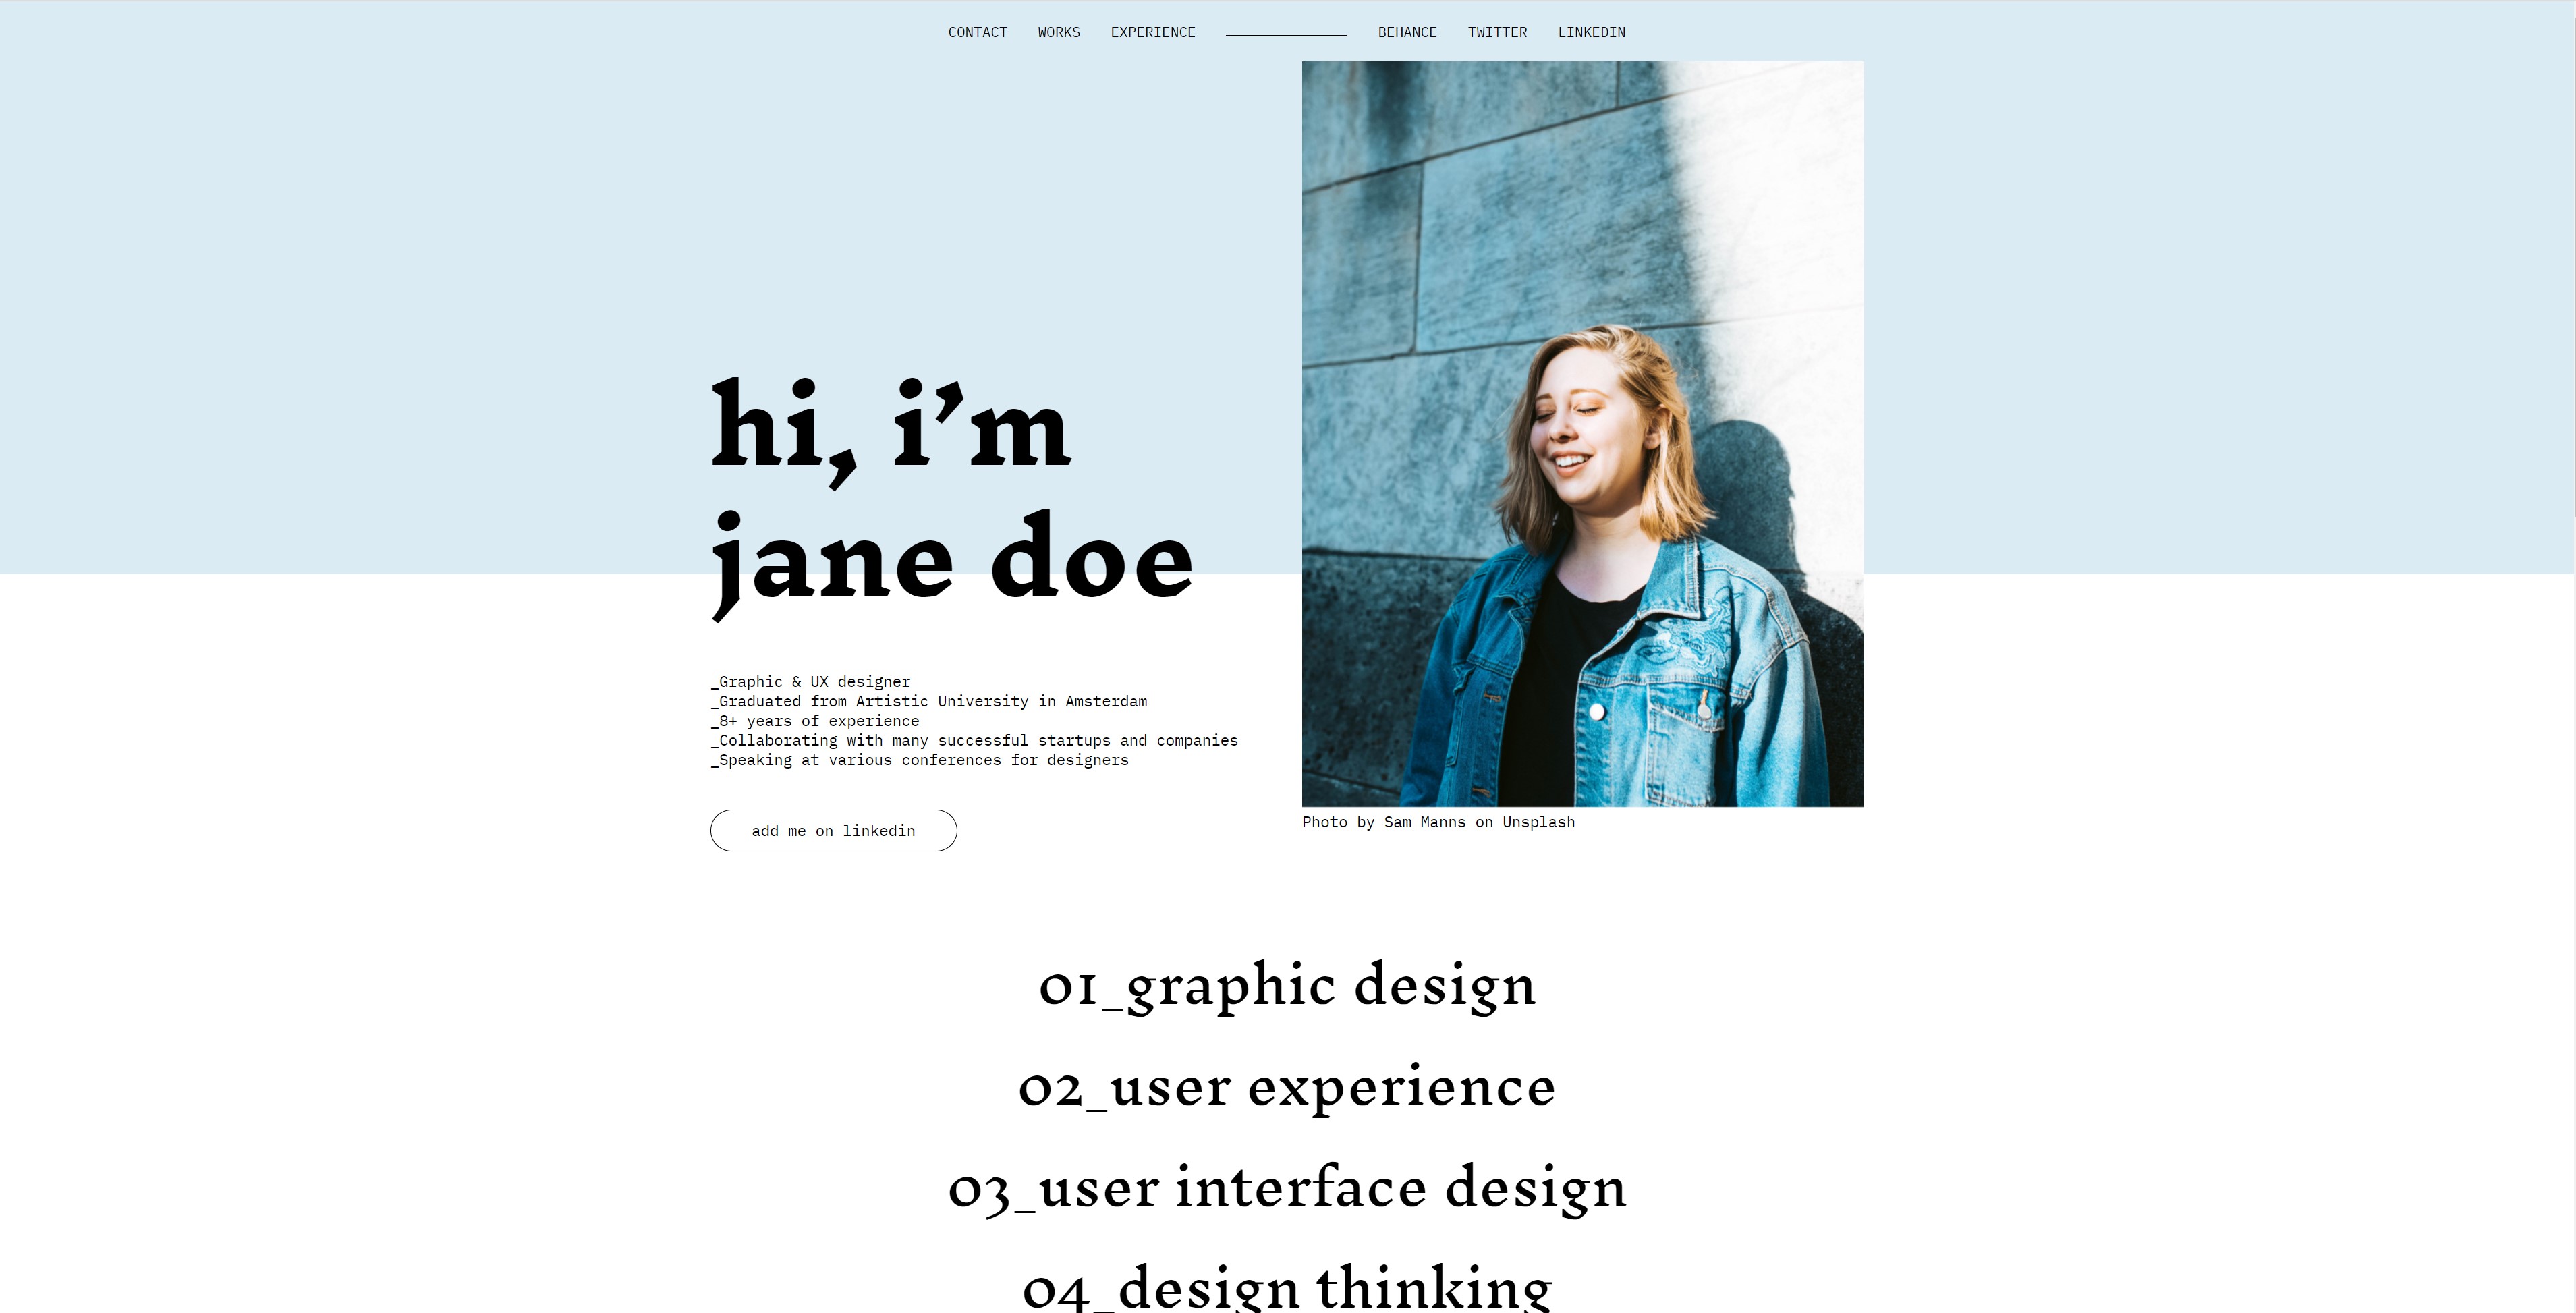 CONTACT WORKS EXPERIENCE BEHANCE TWITTER LINKEDIN
hi, i’m
jane doe
_Graphic & UX designer
_Graduated from Artistic University in Amsterdam
_8+ years of experience
_Collaborating with many successful startups and companies
_Speaking at various conferences for designers
add me on linkedin
Photo by Sam Manns on Unsplash
01_graphic design
02_user experience
03_user interface design
04_design thinking